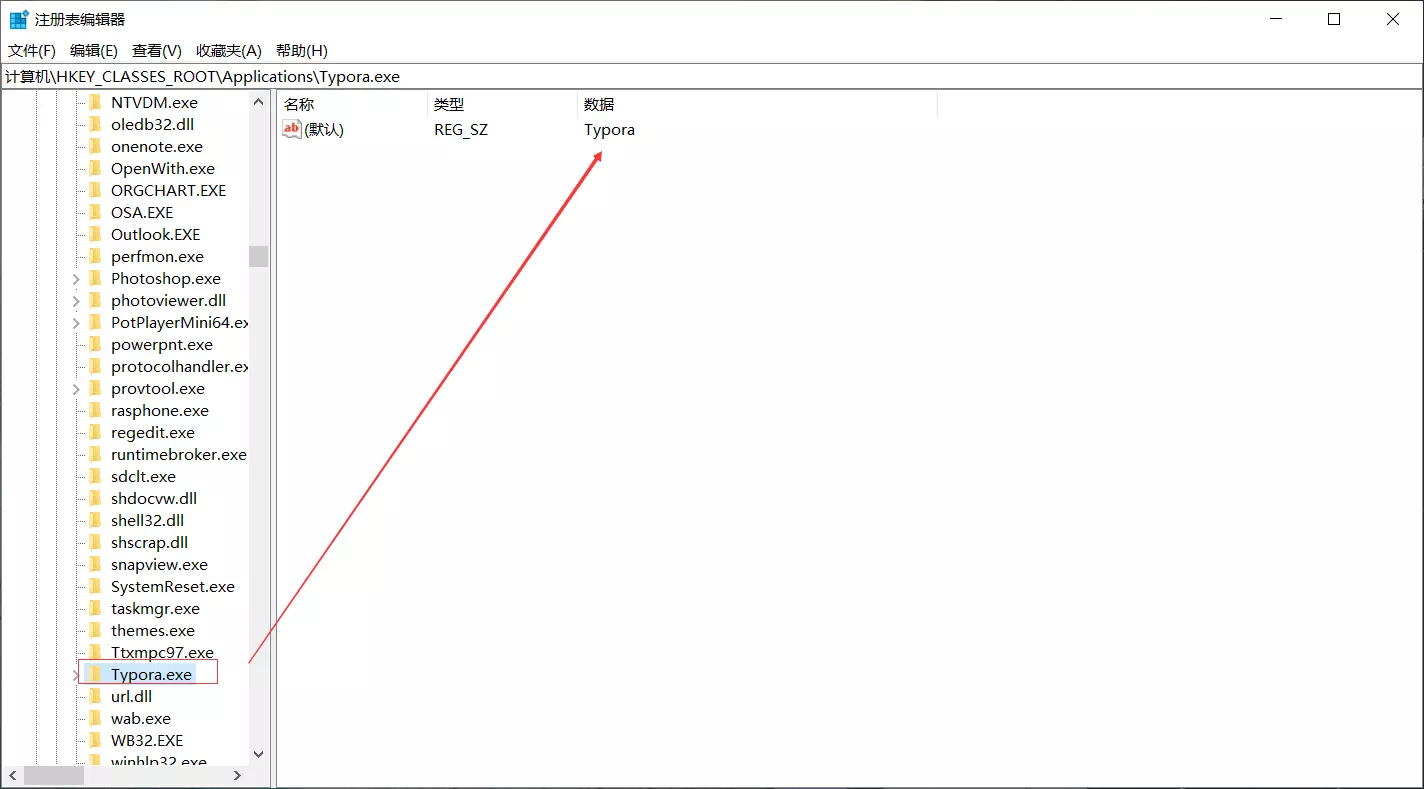 注册表编辑器
文件(F) 编辑(E) 查看(V) 收藏夹(A) 帮助(H)
计算机\HKEY_CLASSES_ROOT\Applications\Typora.exe
名称 类型 数据
ab (默认) REG_SZ Typora
NTVDM.exe
oledb32.dll
onenote.exe
OpenWith.exe
ORGCHART.EXE
OSA.EXE
Outlook.EXE
perfmon.exe
Photoshop.exe
photoviewer.dll
PotPlayerMini64.ex
powerpnt.exe
protocolhandler.ex
provtool.exe
rasphone.exe
regedit.exe
runtimebroker.exe
sdclt.exe
shdocvw.dll
shell32.dll
shscrap.dll
snapview.exe
SystemReset.exe
taskmgr.exe
themes.exe
Ttxmpc97.exe
Typora.exe
url.dll
wab.exe
WB32.EXE
winhlp32.exe